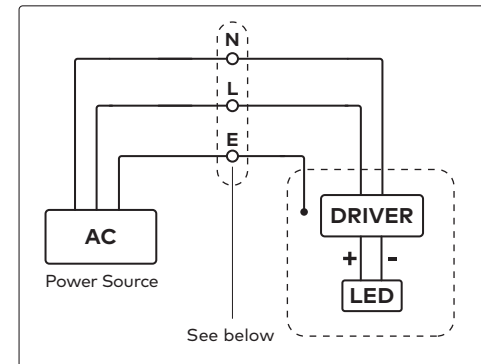 N
L
E
AC
Power Source
DRIVER
+ -
LED
See below